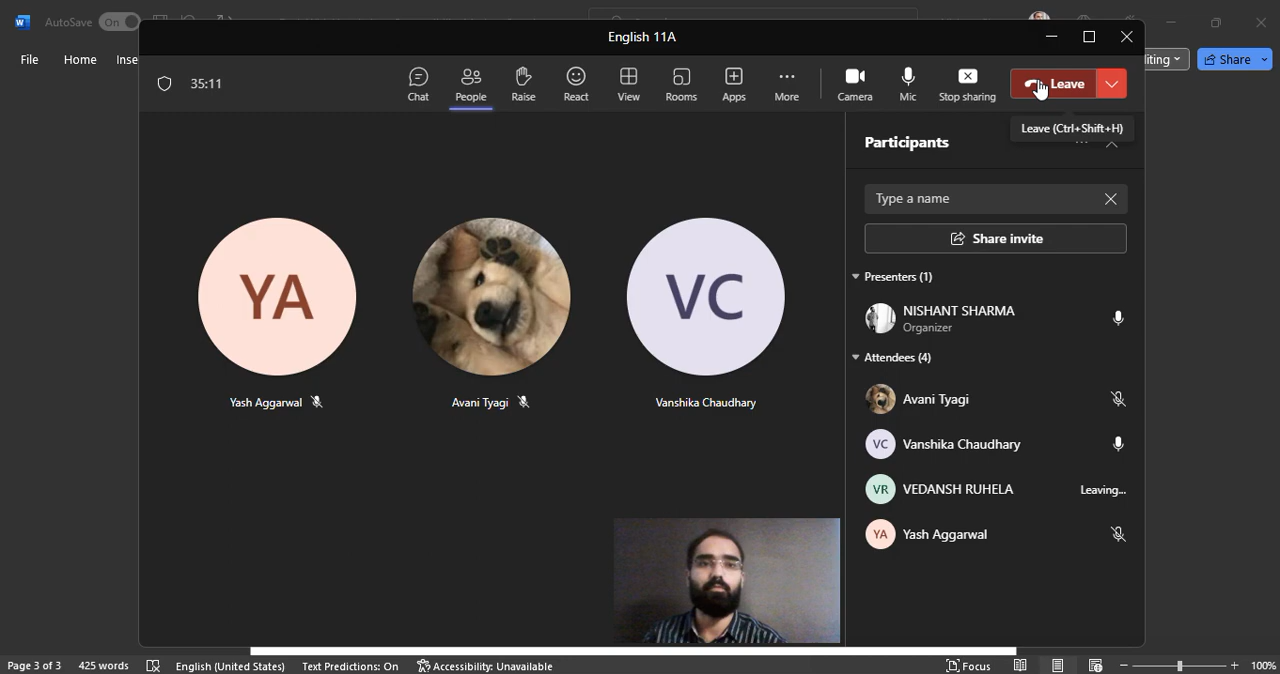 AutoSave On
File Home Inse
iting Share
English 11A
35:11
Chat People Raise React View Rooms Apps More Camera Mic Stop sharing Leave
Leave (Ctrl+Shift+H)
Participants
Type a name
Share invite
Presenters (1)
NISHANT SHARMA
Organizer
Attendees (4)
Avani Tyagi
VC Vanshika Chaudhary
VR VEDANSH RUHELA Leaving...
YA Yash Aggarwal
YA VC
Yash Aggarwal Avani Tyagi Vanshika Chaudhary
Page 3 of 3 425 words English (United States) Text Predictions: On Accessibility: Unavailable Focus 100%